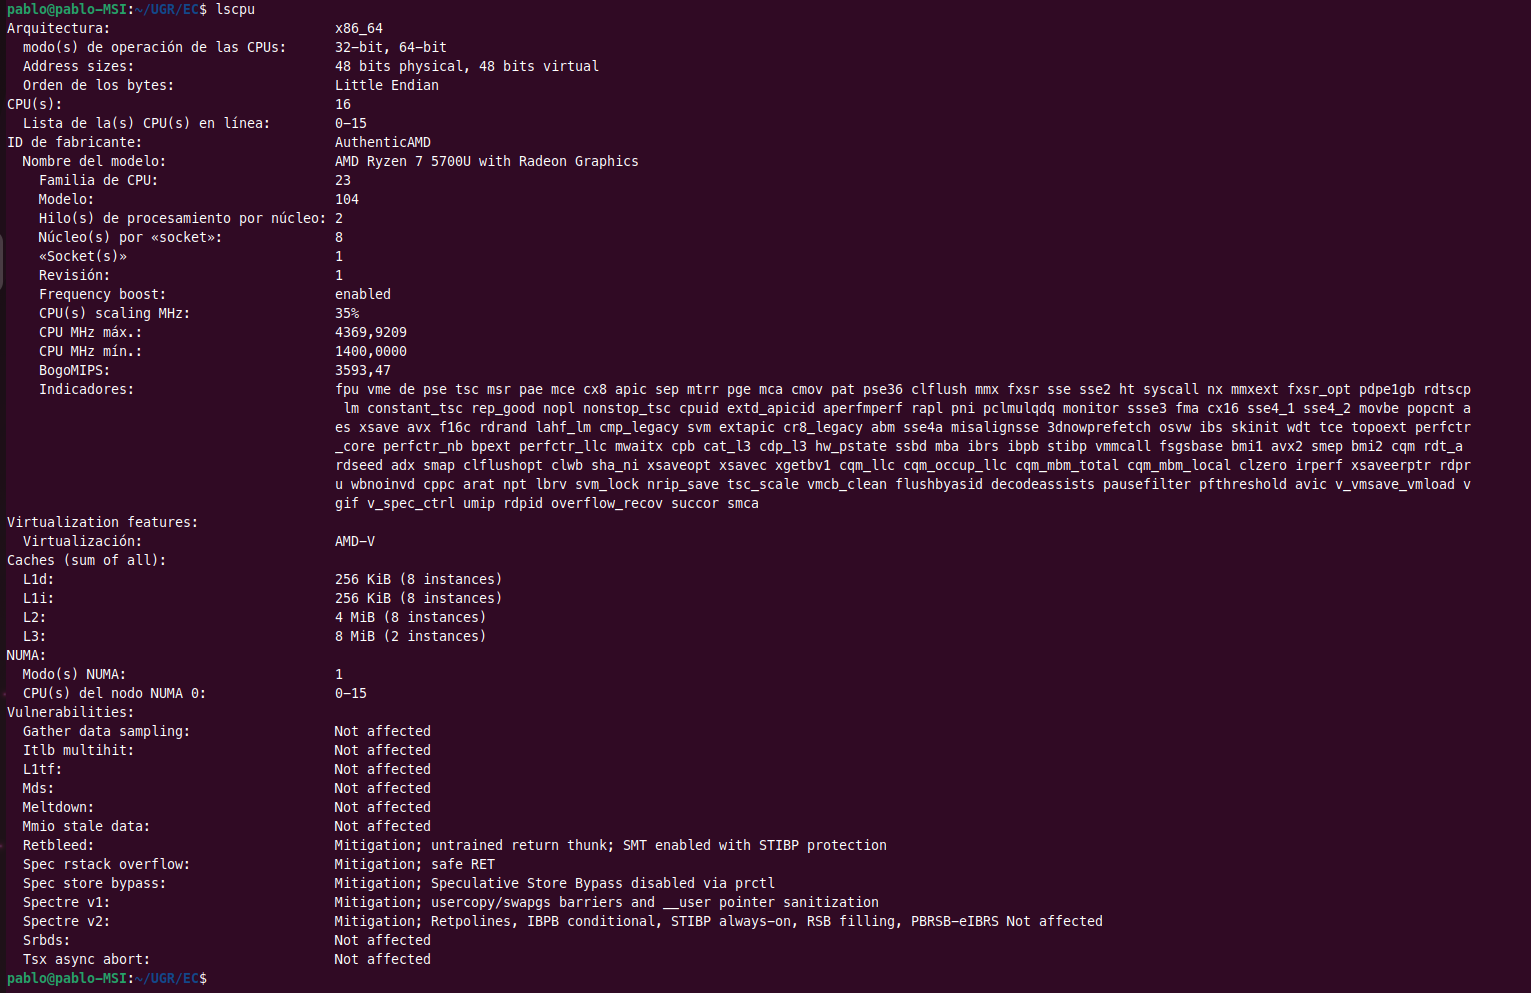 pablo@pablo-MSI:~/UGR/EC$ lscpu
Arquitectura: x86_64
modo(s) de operación de las CPUs: 32-bit, 64-bit
Address sizes: 48 bits physical, 48 bits virtual
Orden de los bytes: Little Endian
CPU(s): 16
Lista de la(s) CPU(s) en línea: 0-15
ID de fabricante: AuthenticAMD
Nombre del modelo: AMD Ryzen 7 5700U with Radeon Graphics
Familia de CPU: 23
Modelo: 104
Hilo(s) de procesamiento por núcleo: 2
Núcleo(s) por «socket»: 8
«Socket(s)» 1
Revisión: 1
Frequency boost: enabled
CPU(s) scaling MHz: 35%
CPU MHz máx.: 4369,9209
CPU MHz mín.: 1400,0000
BogoMIPS: 3593,47
Indicadores: fpu vme de pse tsc msr pae mce cx8 apic sep mtrr pge mca cmov pat pse36 clflush mmx fxsr sse sse2 ht syscall nx mmxext fxsr_opt pdpe1gb rdtscp
lm constant_tsc rep_good nopl nonstop_tsc cpuid extd_apicid aperfmperf rapl pni pclmulqdq monitor ssse3 fma cx16 sse4_1 sse4_2 movbe popcnt a
es xsave avx f16c rdrand lahf_lm cmp_legacy svm extapic cr8_legacy abm sse4a misalignsse 3dnowprefetch osvw ibs skinit wdt tce topoext perfctr
_core perfctr_nb bpext perfctr_llc mwaitx cpb cat_l3 cdp_l3 hw_pstate ssbd mba ibrs ibpb stibp vmmcall fsgsbase bmi1 avx2 smep bmi2 cqm rdt_a
rdseed adx smap clflushopt clwb sha_ni xsaveopt xsavec xgetbv1 cqm_llc cqm_occup_llc cqm_mbm_total cqm_mbm_local clzero irperf xsaveerptr rdpr
u wbnoinvd cppc arat npt lbrv svm_lock nrip_save tsc_scale vmcb_clean flushbyasid decodeassists pausefilter pfthreshold avic v_vmsave_vmload v
gif v_spec_ctrl umip rdpid overflow_recov succor smca
Virtualization features:
Virtualización: AMD-V
Caches (sum of all):
L1d: 256 KiB (8 instances)
L1i: 256 KiB (8 instances)
L2: 4 MiB (8 instances)
L3: 8 MiB (2 instances)
NUMA:
Modo(s) NUMA: 1
CPU(s) del nodo NUMA 0: 0-15
Vulnerabilities:
Gather data sampling: Not affected
Itlb multihit: Not affected
L1tf: Not affected
Mds: Not affected
Meltdown: Not affected
Mmio stale data: Not affected
Retbleed: Mitigation; untrained return thunk; SMT enabled with STIBP protection
Spec rstack overflow: Mitigation; safe RET
Spec store bypass: Mitigation; Speculative Store Bypass disabled via prctl
Spectre v1: Mitigation; usercopy/swapgs barriers and __user pointer sanitization
Spectre v2: Mitigation; Retpolines, IBPB conditional, STIBP always-on, RSB filling, PBRSB-eIBRS Not affected
Srbds: Not affected
Tsx async abort: Not affected
pablo@pablo-MSI:~/UGR/EC$